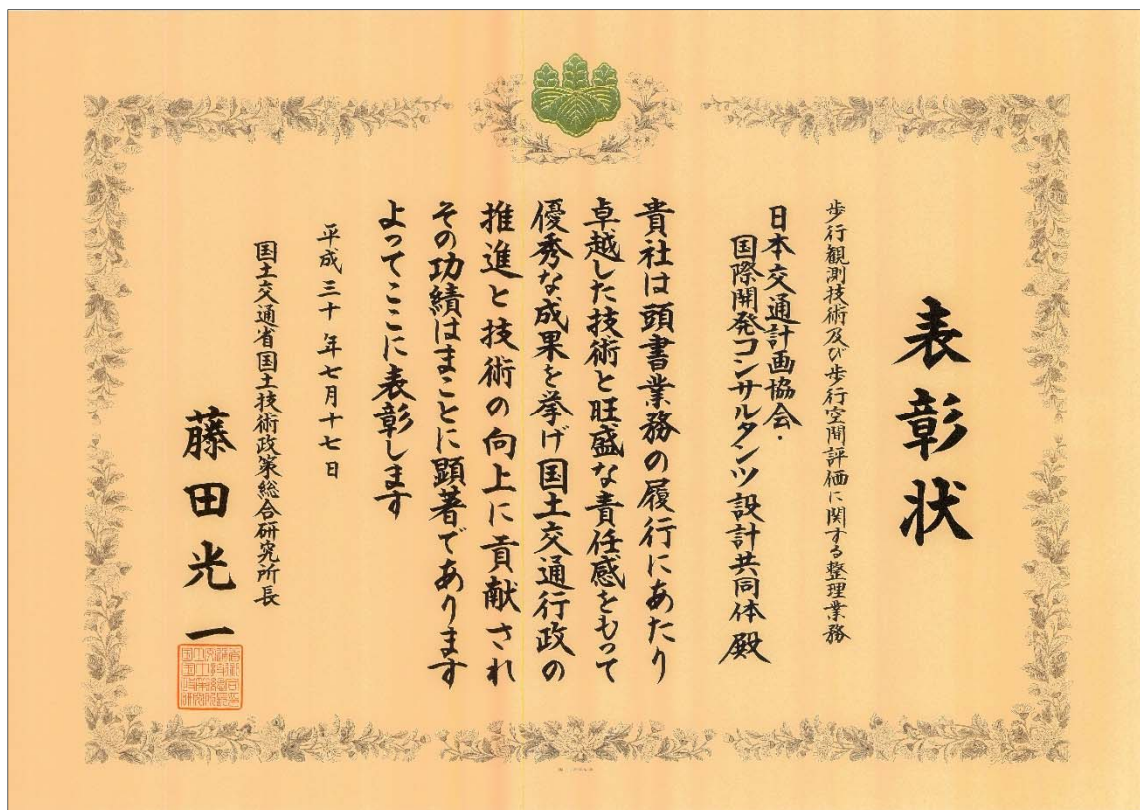 表彰状
歩行観測技術及び歩行空間評価に関する整理業務
日本交通計画協会・
国際開発コンサルタンツ設計共同体 殿
貴社は頭書業務の履行にあたり
卓越した技術と旺盛な責任感をもって
優秀な成果を挙げ国土交通行政の
推進と技術の向上に貢献され
その功績はまことに顕著であります
よってここに表彰します
平成三十年七月十七日
国土交通省国土技術政策総合研究所長
藤田光一